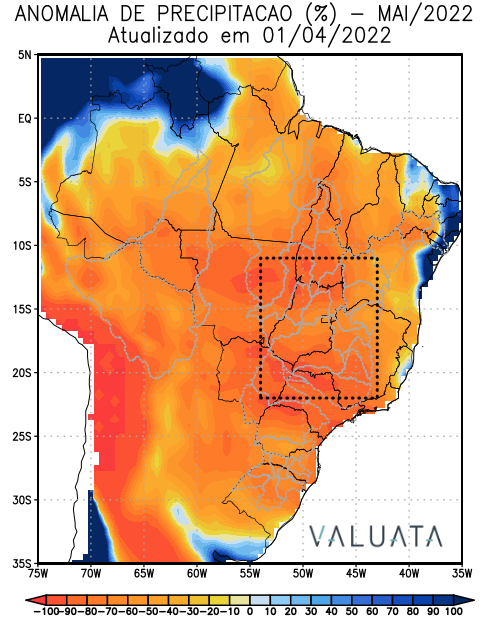 ANOMALIA DE PRECIPITACAO (%) – MAI/2022
Atualizado em 01/04/2022
5N
EQ
5S
10S
15S
20S
25S
30S
35S
VALUATA
75W 70W 65W 60W 55W 50W 45W 40W 35W
-100 -90 -80 -70 -60 -50 -40 -30 -20 -10 0 10 20 30 40 50 60 70 80 90 100